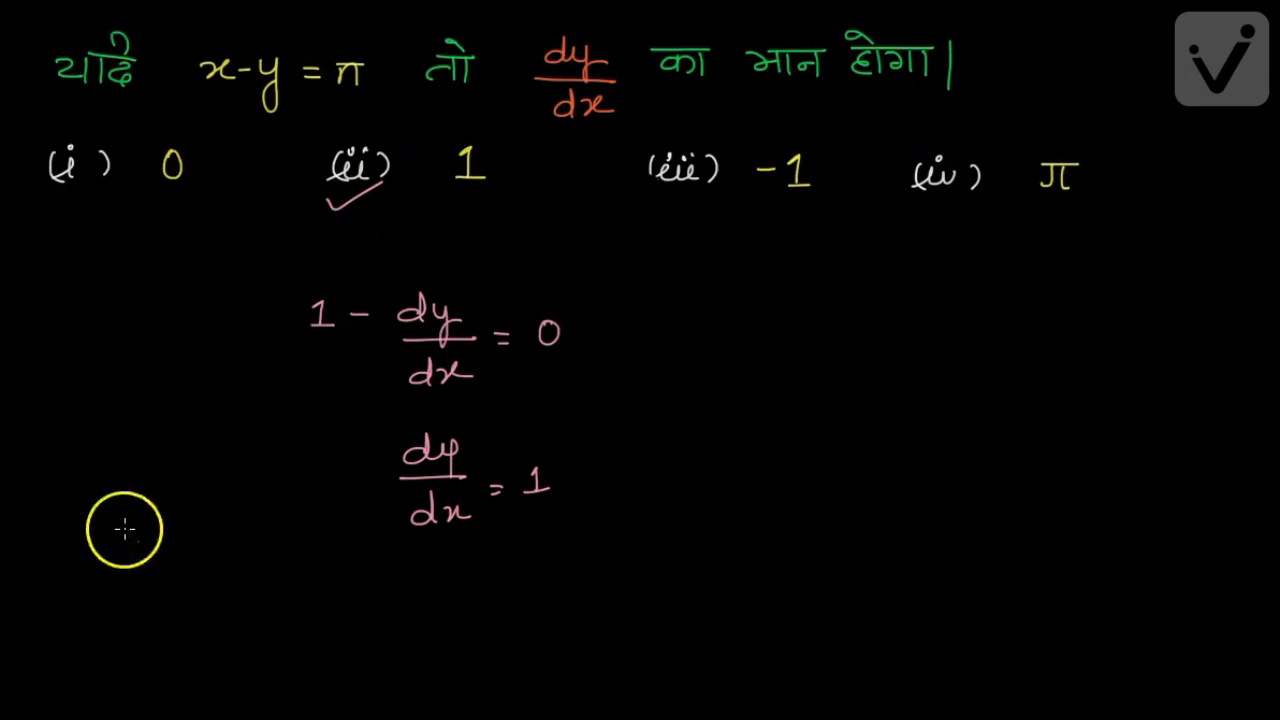 यदि x-y = π तो dy/dx का मान होगा।
(i) 0 (ii) 1 (iii) -1 (iv) π
1 - dy/dx = 0
dy/dx = 1